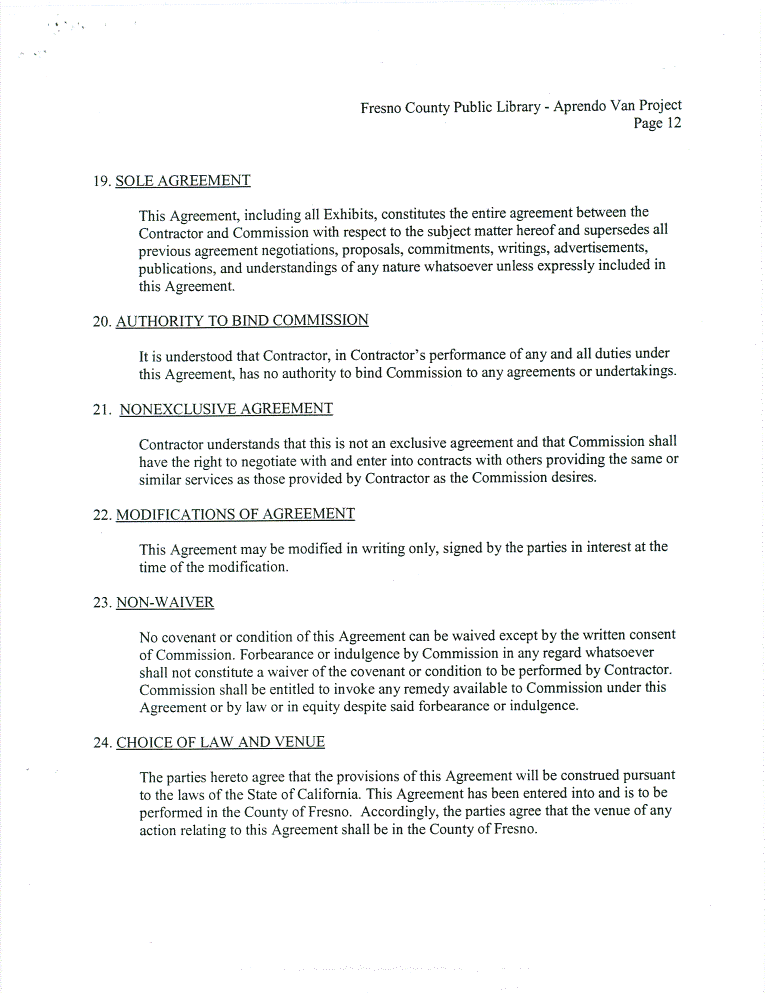 Fresno County Public Library - Aprendo Van Project
Page 12
19. SOLE AGREEMENT
This Agreement, including all Exhibits, constitutes the entire agreement between the
Contractor and Commission with respect to the subject matter hereof and supersedes all
previous agreement negotiations, proposals, commitments, writings, advertisements,
publications, and understandings of any nature whatsoever unless expressly included in
this Agreement.
20. AUTHORITY TO BIND COMMISSION
It is understood that Contractor, in Contractor's performance of any and all duties under
this Agreement, has no authority to bind Commission to any agreements or undertakings.
21. NONEXCLUSIVE AGREEMENT
Contractor understands that this is not an exclusive agreement and that Commission shall
have the right to negotiate with and enter into contracts with others providing the same or
similar services as those provided by Contractor as the Commission desires.
22. MODIFICATIONS OF AGREEMENT
This Agreement may be modified in writing only, signed by the parties in interest at the
time of the modification.
23. NON-WAIVER
No covenant or condition of this Agreement can be waived except by the written consent
of Commission. Forbearance or indulgence by Commission in any regard whatsoever
shall not constitute a waiver of the covenant or condition to be performed by Contractor.
Commission shall be entitled to invoke any remedy available to Commission under this
Agreement or by law or in equity despite said forbearance or indulgence.
24. CHOICE OF LAW AND VENUE
The parties hereto agree that the provisions of this Agreement will be construed pursuant
to the laws of the State of California. This Agreement has been entered into and is to be
performed in the County of Fresno. Accordingly, the parties agree that the venue of any
action relating to this Agreement shall be in the County of Fresno.